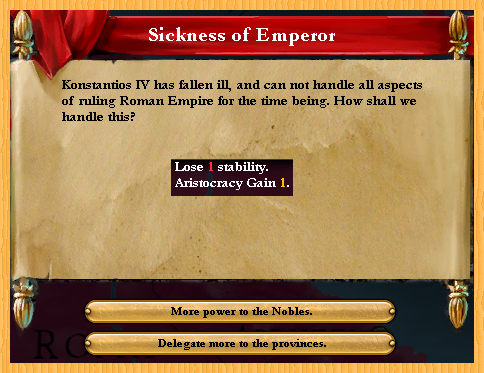 Sickness of Emperor
Konstantios IV has fallen ill, and can not handle all aspects
of ruling Roman Empire for the time being. How shall we
handle this?
Lose 1 stability.
Aristocracy Gain 1.
More power to the Nobles.
Delegate more to the provinces.